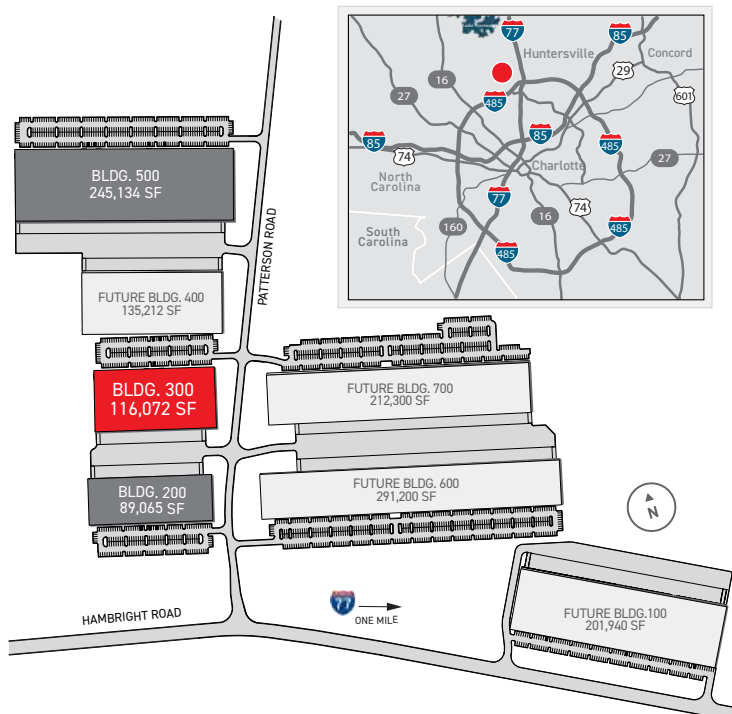 BLDG. 500
245,134 SF
FUTURE BLDG. 400
135,212 SF
BLDG. 300
116,072 SF
BLDG. 200
89,065 SF
PATTERSON ROAD
FUTURE BLDG. 700
212,300 SF
FUTURE BLDG. 600
291,200 SF
N
HAMBRIGHT ROAD
77
ONE MILE
FUTURE BLDG.100
201,940 SF
77
Huntersville
85
Concord
29
16
27
485
601
85
74
85
485
Charlotte
27
North
Carolina
77
74
16
160
South
Carolina
485
485